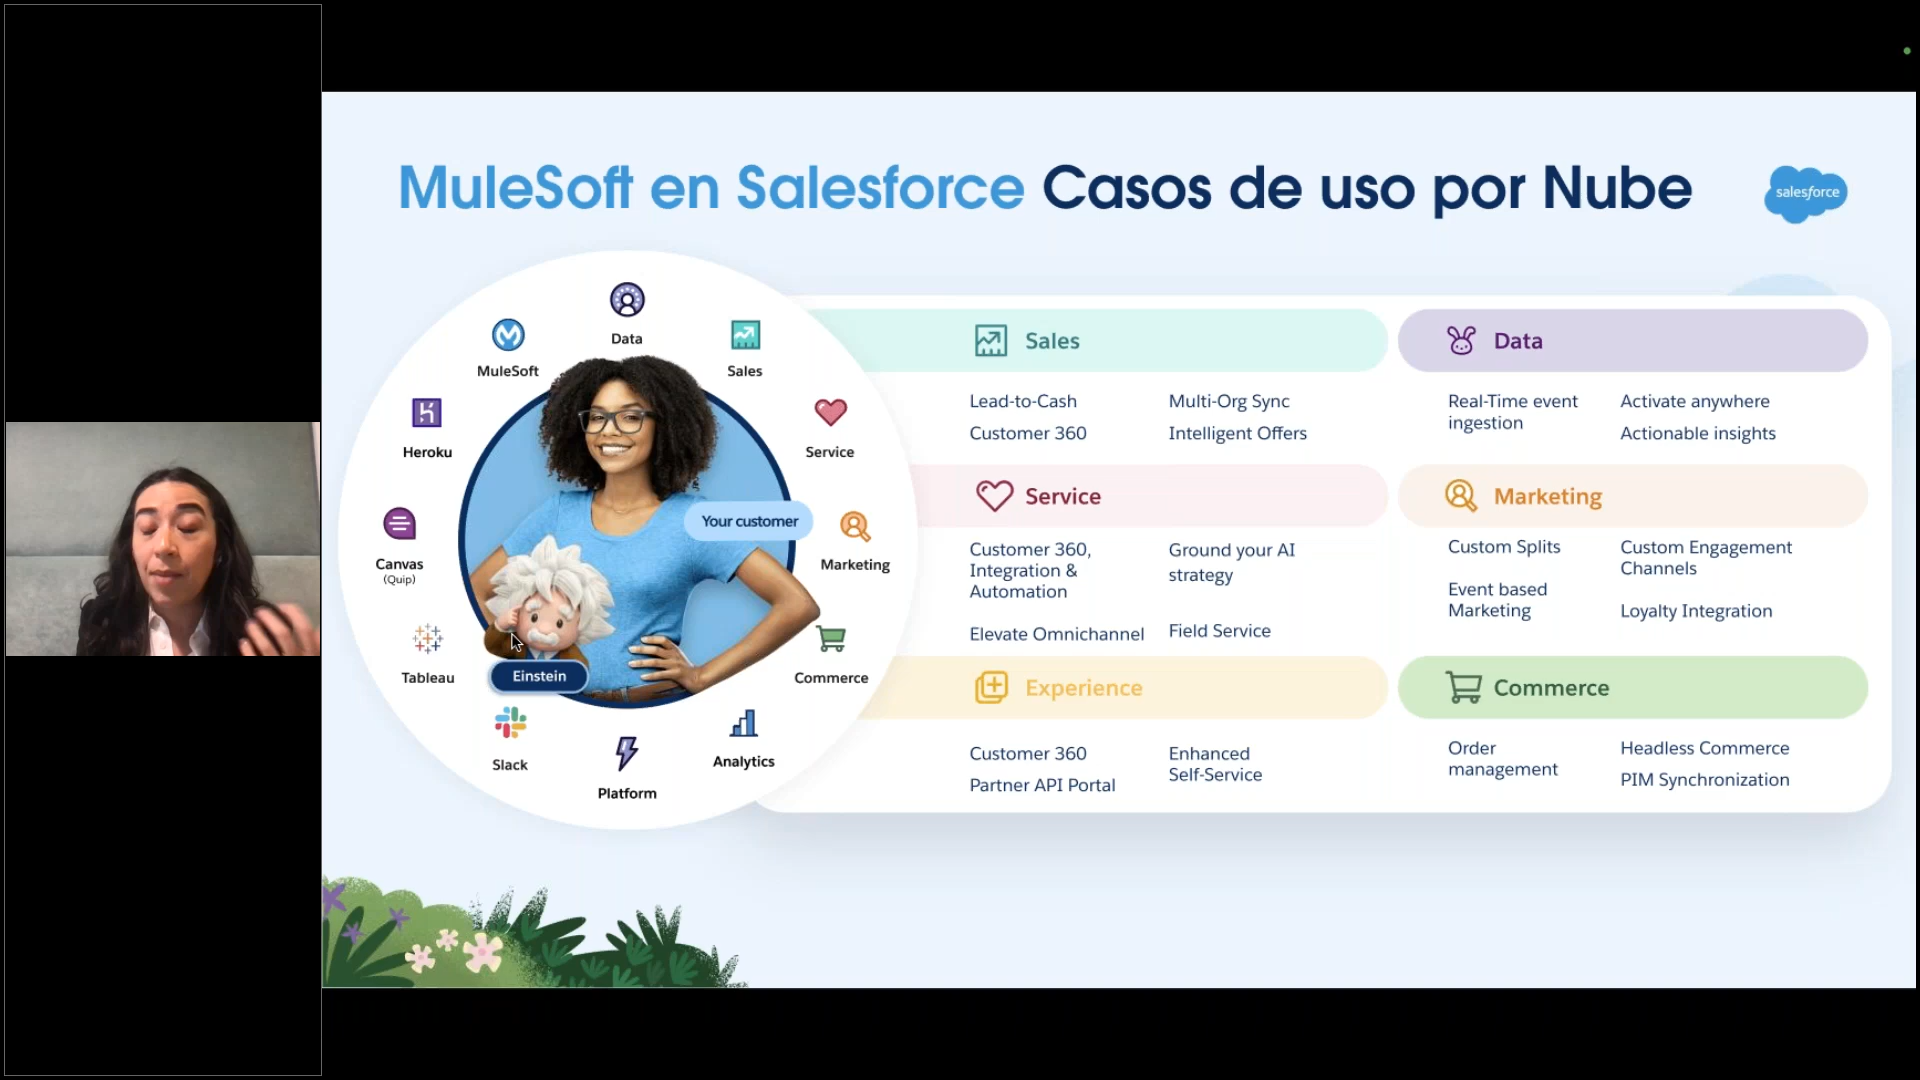 MuleSoft en Salesforce Casos de uso por Nube
salesforce
Data
MuleSoft
Sales
Heroku
Service
Your customer
Canvas
(Quip)
Marketing
Tableau
Einstein
Commerce
Slack
Analytics
Platform
Sales
Lead-to-Cash
Multi-Org Sync
Customer 360
Intelligent Offers
Data
Real-Time event
ingestion
Activate anywhere
Actionable insights
Service
Customer 360,
Integration &
Automation
Ground your AI
strategy
Elevate Omnichannel
Field Service
Marketing
Custom Splits
Custom Engagement
Channels
Event based
Marketing
Loyalty Integration
Experience
Customer 360
Enhanced
Self-Service
Partner API Portal
Commerce
Order
management
Headless Commerce
PIM Synchronization